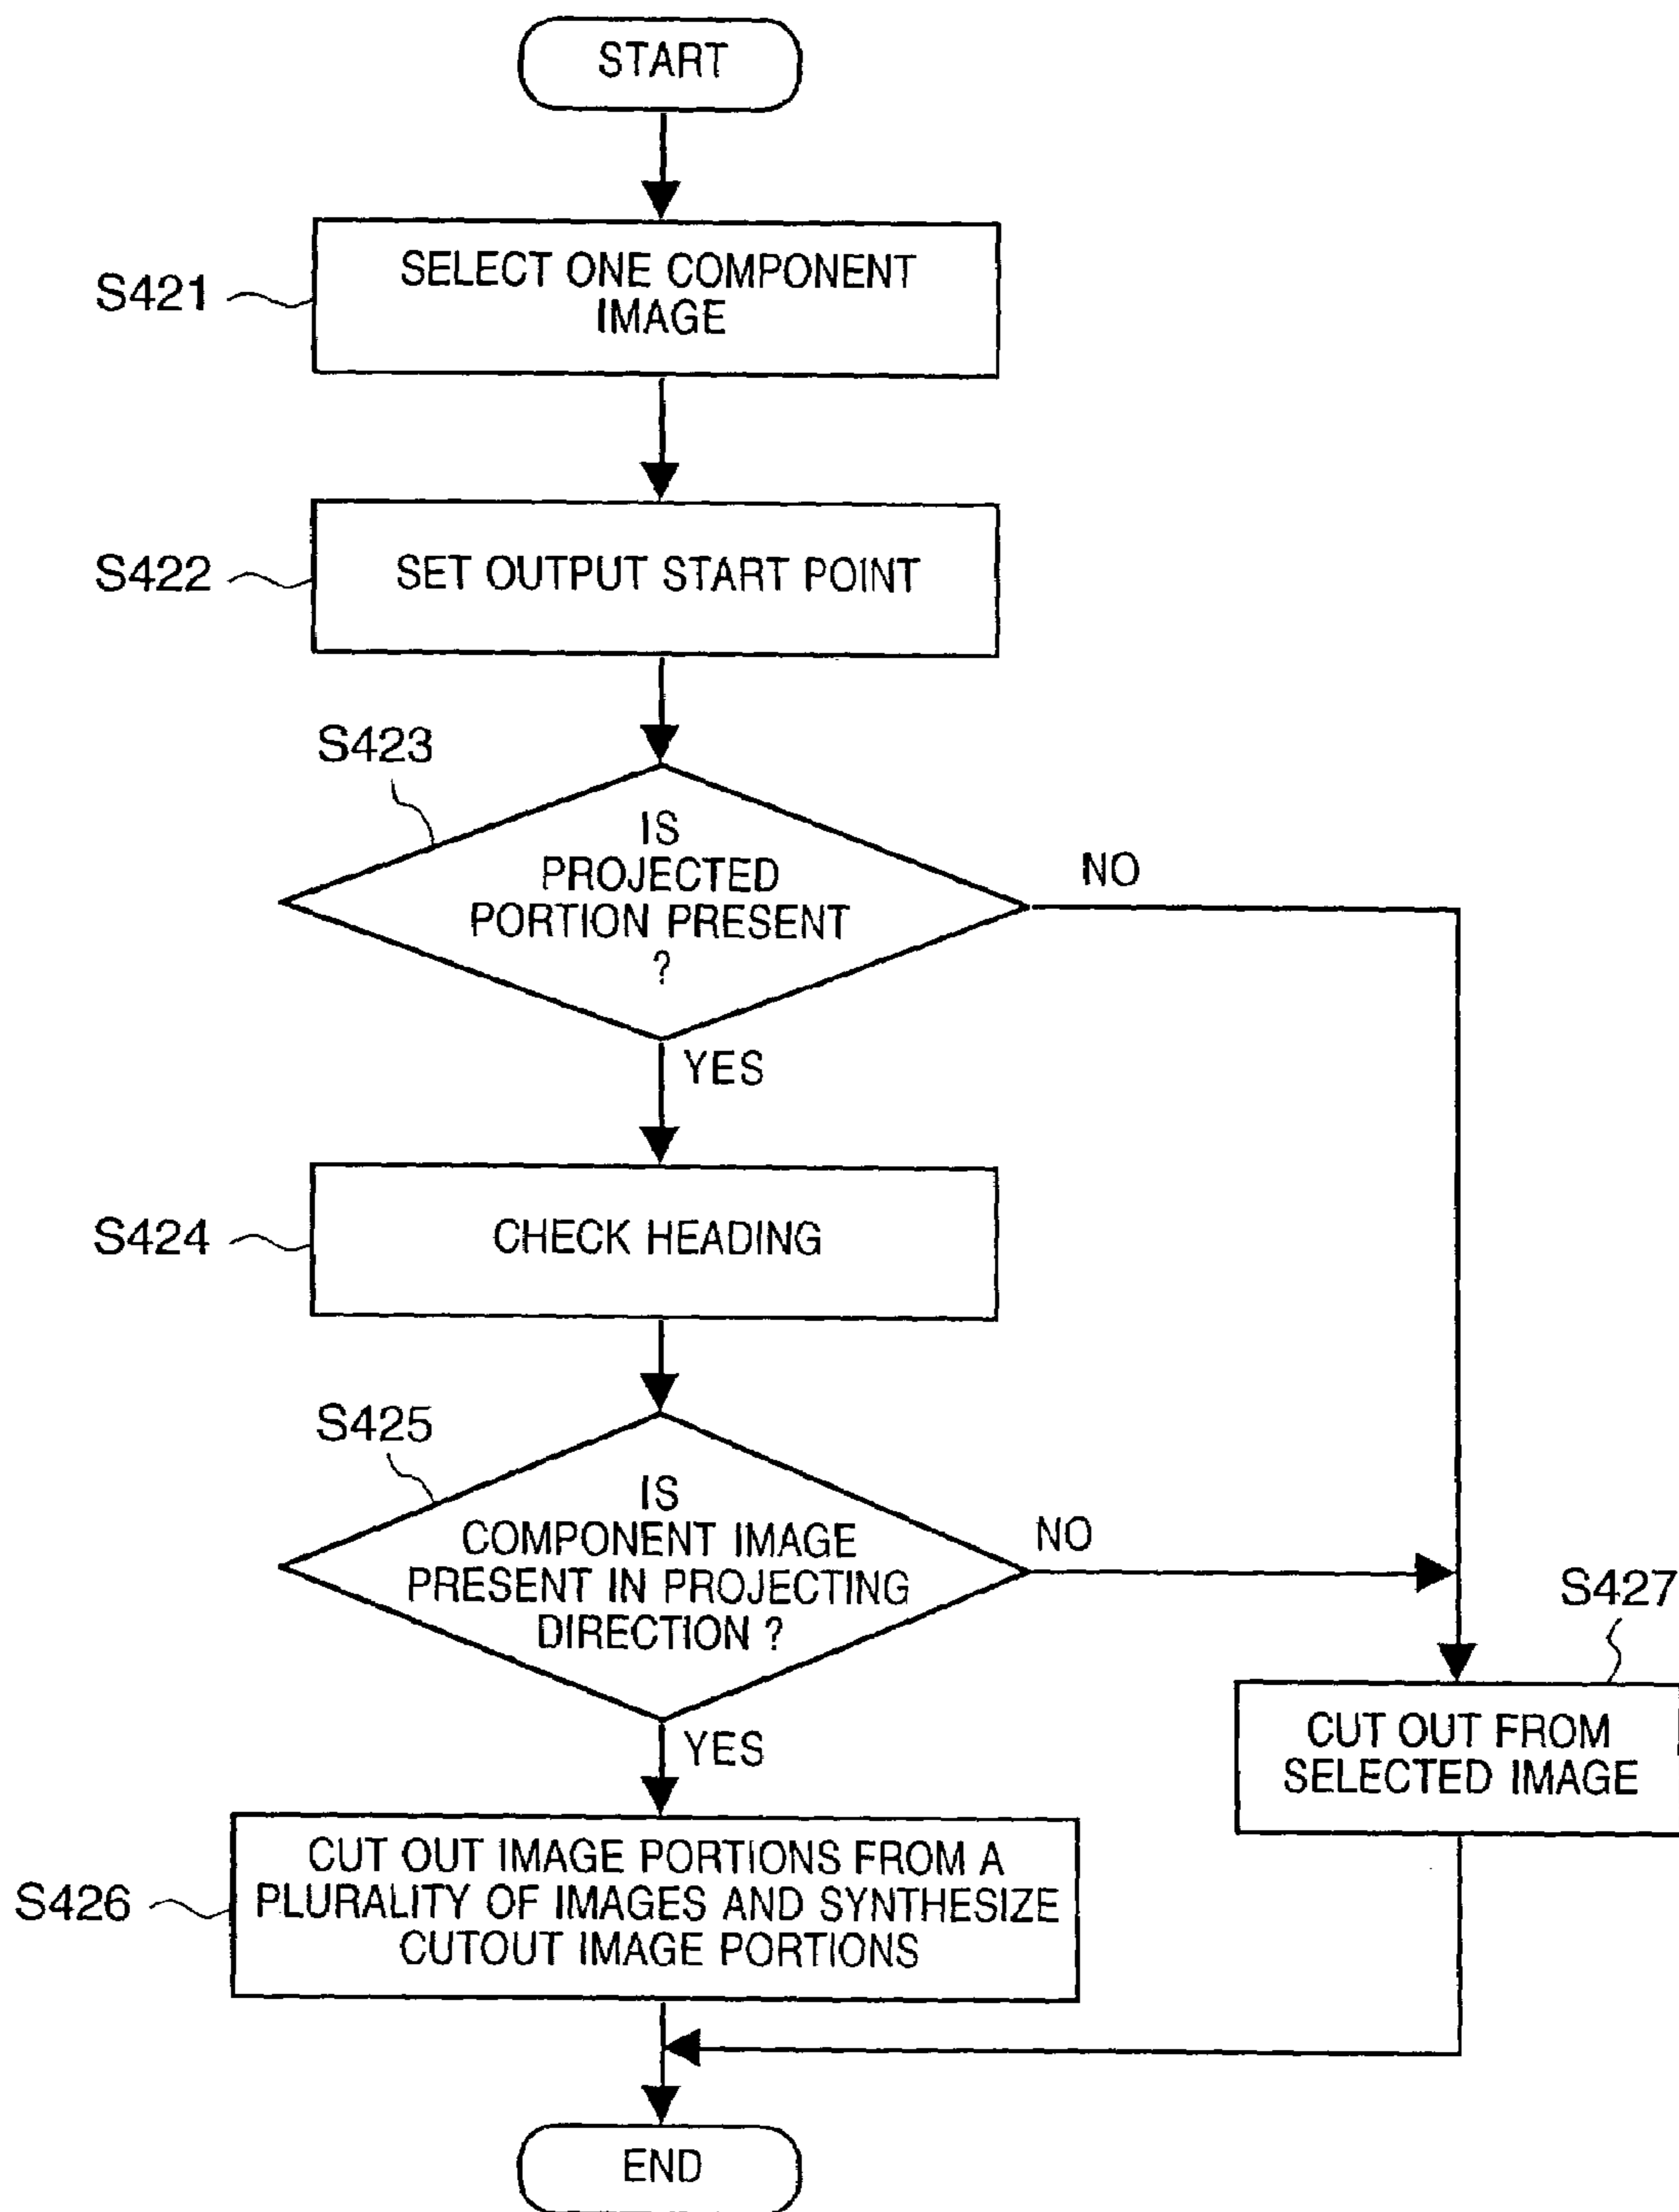 START
S421
SELECT ONE COMPONENT
IMAGE
S422
SET OUTPUT START POINT
S423
IS
PROJECTED
PORTION PRESENT
?
NO
YES
S424
CHECK HEADING
S425
IS
COMPONENT IMAGE
PRESENT IN PROJECTING
DIRECTION ?
NO
YES
S427
CUT OUT FROM
SELECTED IMAGE
S426
CUT OUT IMAGE PORTIONS FROM A
PLURALITY OF IMAGES AND SYNTHESIZE
CUTOUT IMAGE PORTIONS
END